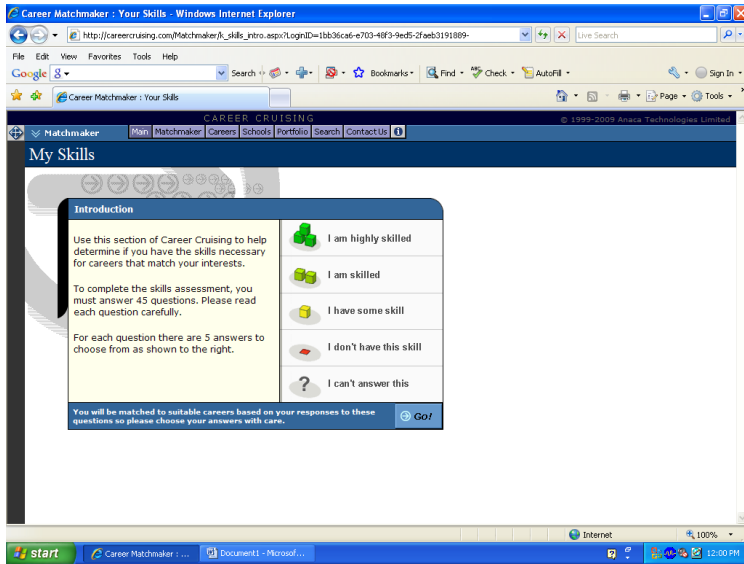 Career Matchmaker : Your Skills - Windows Internet Explorer
http://careercruising.com/Matchmaker/k_skills_intro.aspx?LoginID=1bb36ca6-e703-48f3-9ed5-2faeb3191889-
Live Search
File Edit View Favorites Tools Help
Google Search Bookmarks Find Check AutoFill Sign In
Career Matchmaker : Your Skills Page Tools
CAREER CRUISING © 1999-2009 Anaca Technologies Limited
Matchmaker Main Matchmaker Careers Schools Portfolio Search Contact Us
My Skills
Introduction
Use this section of Career Cruising to help
determine if you have the skills necessary
for careers that match your interests.
To complete the skills assessment, you
must answer 45 questions. Please read
each question carefully.
For each question there are 5 answers to
choose from as shown to the right.
I am highly skilled
I am skilled
I have some skill
I don't have this skill
? I can't answer this
You will be matched to suitable careers based on your responses to these
questions so please choose your answers with care.
Go!
Internet 100%
start Career Matchmaker : ... Document1 - Microsof... 12:00 PM